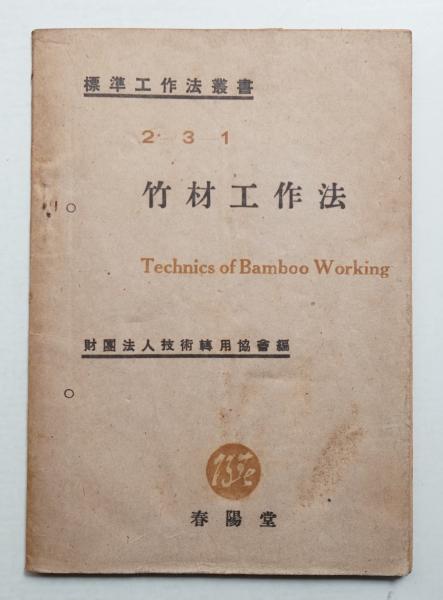 標準工作法叢書
2-3-1
竹材工作法
Technics of Bamboo Working
財團法人技術轉用協會編
春陽堂